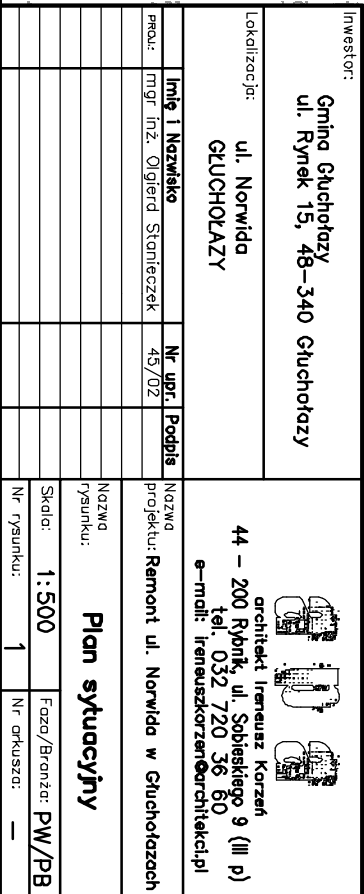 Inwestor:
Gmina Głuchołazy
ul. Rynek 15, 48-340 Głuchołazy
Lokalizacja:
ul. Norwida
GŁUCHOŁAZY
architekt Ireneusz Korzeń
44 - 200 Rybnik, ul. Sobieskiego 9 (III p)
tel. 032 720 36 60
e-mail: ireneuszkorzen@architekci.pl
Imię i Nazwisko Nr upr. Podpis
PROJ.: mgr inż. Olgierd Stanieczek 45/02
Nazwa
projektu: Remont ul. Norwida w Głuchołazach
Nazwa
rysunku:
Plan sytuacyjny
Skala: 1:500 Faza/Branża: PW/PB
Nr rysunku: 1 Nr arkusza: —